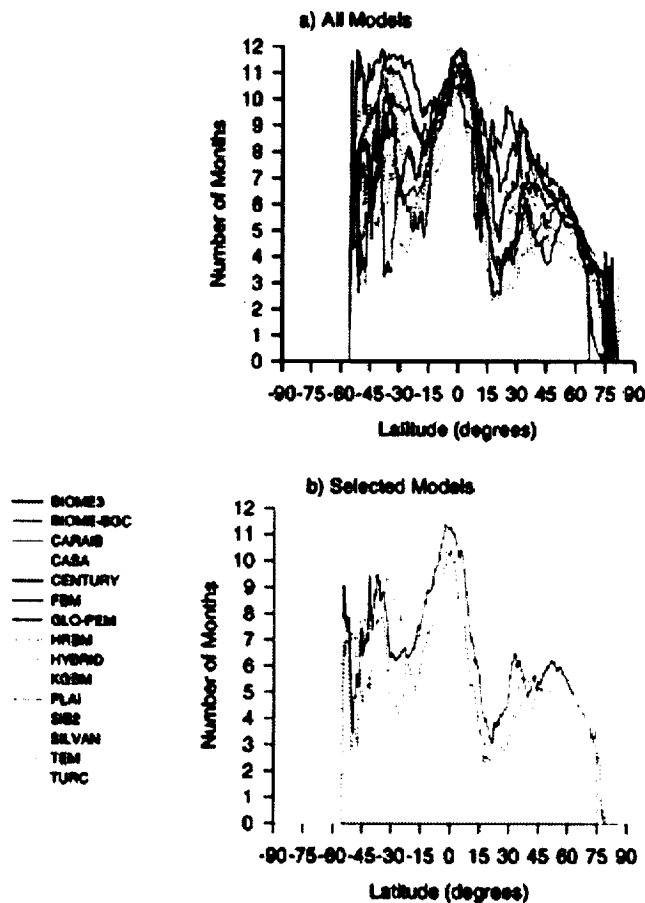 a) All Models
12
11
10
9
8
7
6
5
4
3
2
1
0
Number of Months
-90-75-60-45-30-15 0 15 30 45 60 75 90
Latitude (degrees)
b) Selected Models
BIOME3
BIOME-BGC
CARAIB
CASA
CENTURY
FBM
GLO-PEM
HRBM
HYBRID
KGBM
PLAI
SIB2
SILVAN
TEM
TURC
12
11
10
9
8
7
6
5
4
3
2
1
0
Number of Months
-90-75-60-45-30-15 0 15 30 45 60 75 90
Latitude (degrees)